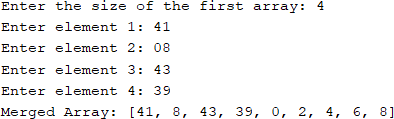 Enter the size of the first array: 4
Enter element 1: 41
Enter element 2: 08
Enter element 3: 43
Enter element 4: 39
Merged Array: [41, 8, 43, 39, 0, 2, 4, 6, 8]